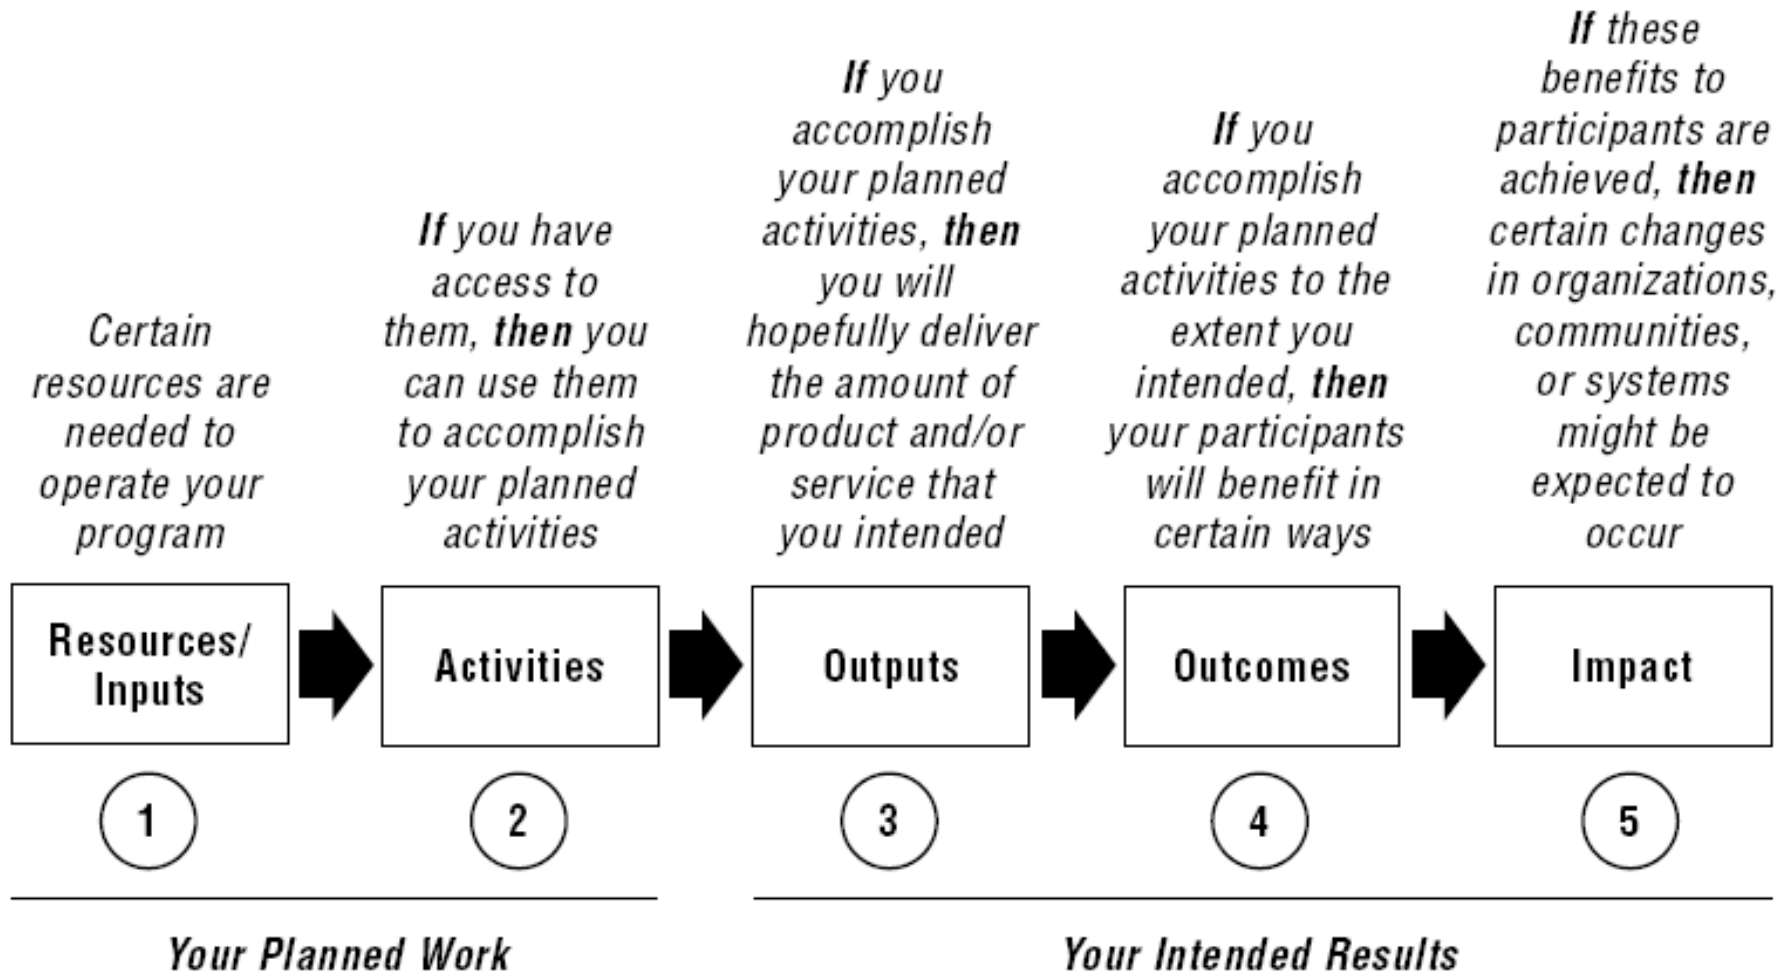 Certain
resources are
needed to
operate your
program
If you have
access to
them, then you
can use them
to accomplish
your planned
activities
If you
accomplish
your planned
activities, then
you will
hopefully deliver
the amount of
product and/or
service that
you intended
If you
accomplish
your planned
activities to the
extent you
intended, then
your participants
will benefit in
certain ways
If these
benefits to
participants are
achieved, then
certain changes
in organizations,
communities,
or systems
might be
expected to
occur
Resources/
Inputs
Activities
Outputs
Outcomes
Impact
1
2
3
4
5
Your Planned Work
Your Intended Results